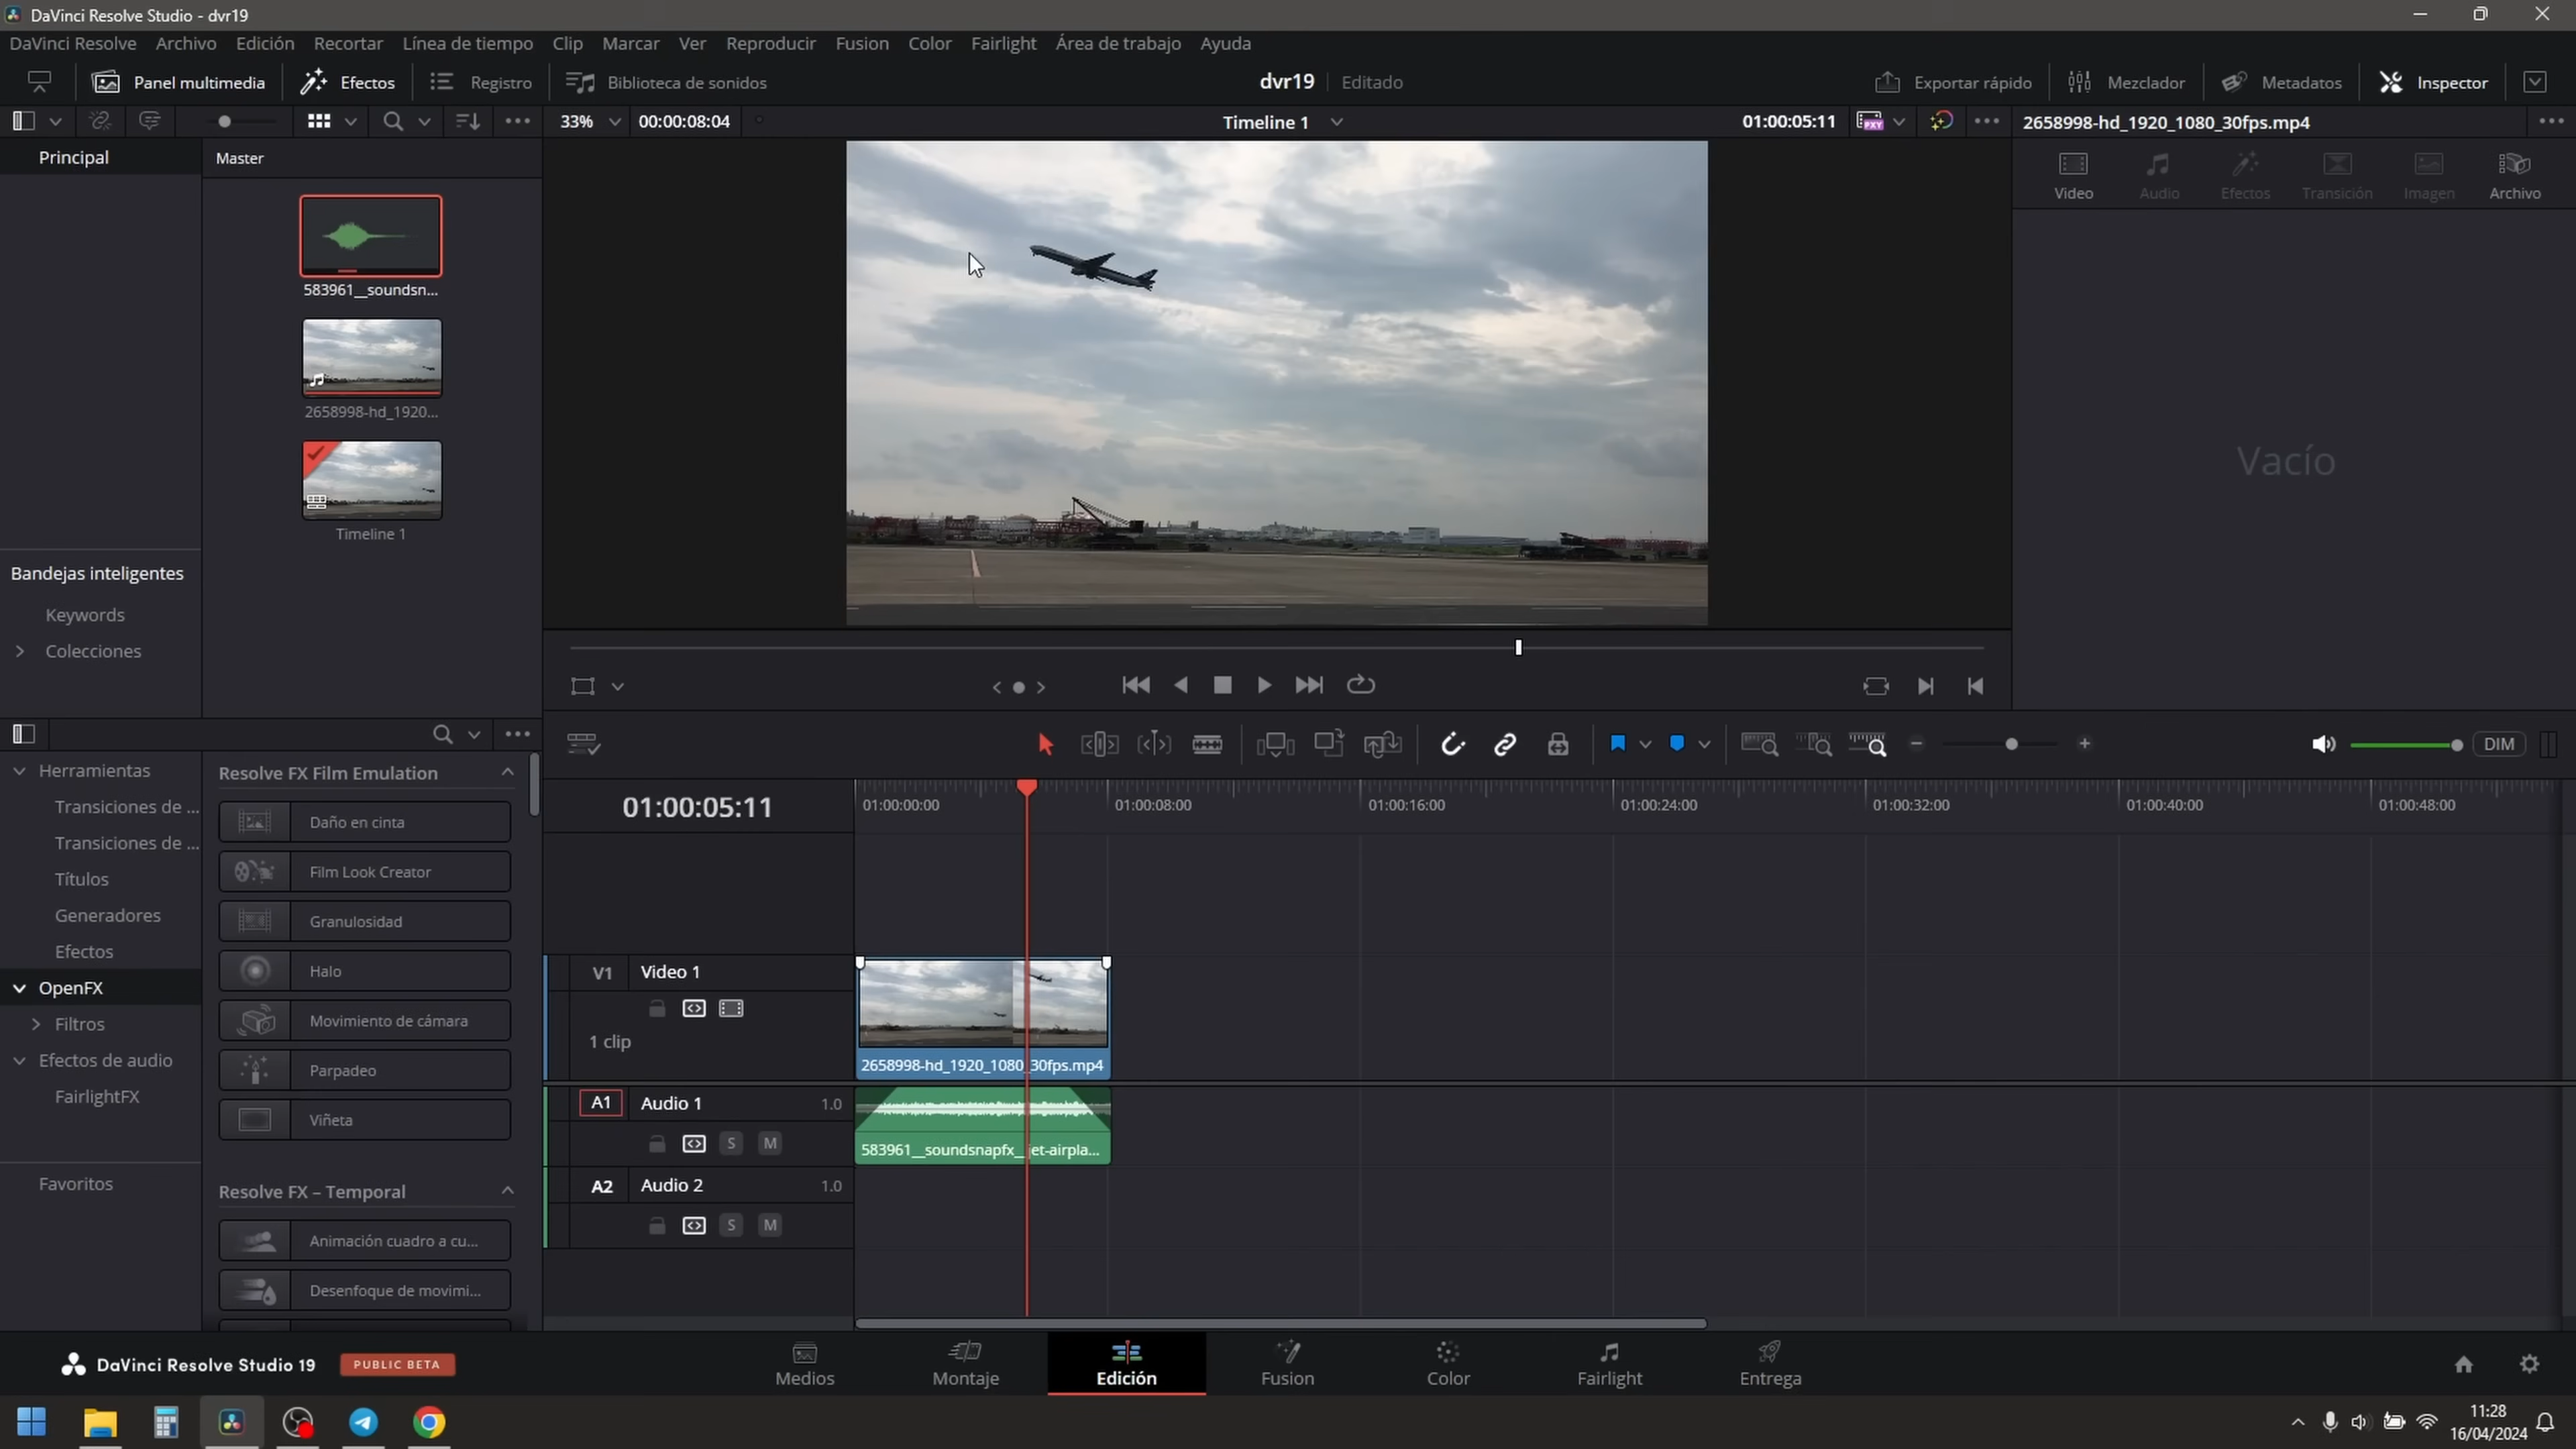 DaVinci Resolve Studio - dvr19
DaVinci Resolve Archivo Edición Recortar Línea de tiempo Clip Marcar Ver Reproducir Fusion Color Fairlight Área de trabajo Ayuda
Panel multimedia Efectos Registro Biblioteca de sonidos dvr19 Editado Exportar rápido Mezclador Metadatos Inspector
33% 00:00:08:04 Timeline 1 01:00:05:11 PXY 2658998-hd_1920_1080_30fps.mp4
Principal
Master
Video Audio Efectos Transición Imagen Archivo
583961__soundsn...
2658998-hd_1920...
Timeline 1
Vacío
Bandejas inteligentes
Keywords
Colecciones
DIM
Herramientas
Transiciones de ...
Transiciones de ...
Títulos
Generadores
Efectos
OpenFX
Filtros
Efectos de audio
FairlightFX
Favoritos
Resolve FX Film Emulation
Daño en cinta
Film Look Creator
Granulosidad
Halo
Movimiento de cámara
Parpadeo
Viñeta
Resolve FX – Temporal
Animación cuadro a cu...
Desenfoque de movimi...
01:00:05:11
01:00:00:00 01:00:08:00 01:00:16:00 01:00:24:00 01:00:32:00 01:00:40:00 01:00:48:00
V1 Video 1
1 clip
2658998-hd_1920_1080_30fps.mp4
A1 Audio 1 1.0
S M
583961__soundsnapfx__jet-airpla...
A2 Audio 2 1.0
S M
DaVinci Resolve Studio 19 PUBLIC BETA
Medios Montaje Edición Fusion Color Fairlight Entrega
11:28
16/04/2024